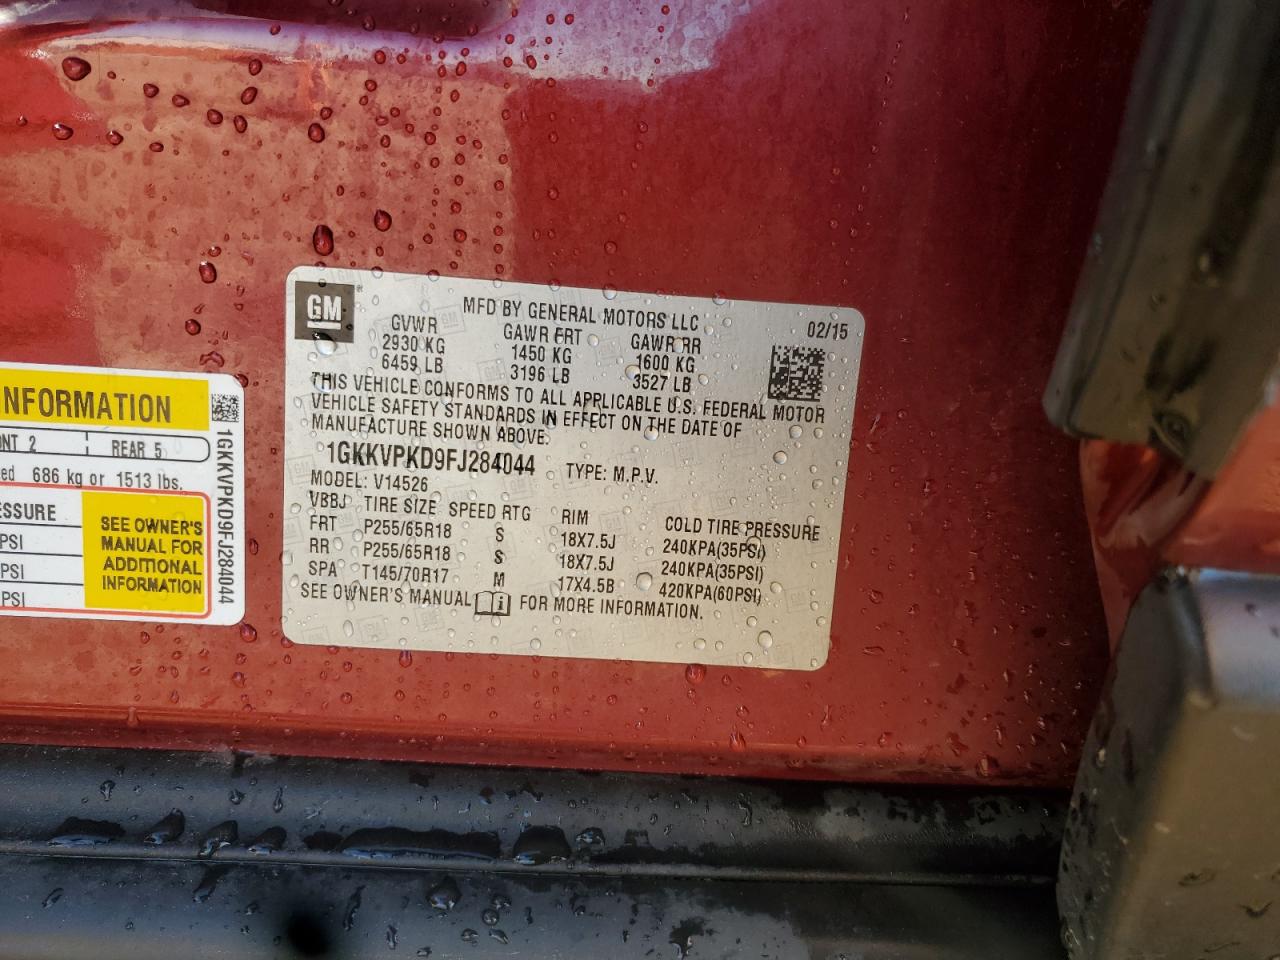 GM
MFD BY GENERAL MOTORS LLC
02/15
GVWR GAWR FRT GAWR RR
2930 KG 1450 KG 1600 KG
6459 LB 3196 LB 3527 LB
THIS VEHICLE CONFORMS TO ALL APPLICABLE U.S. FEDERAL MOTOR
VEHICLE SAFETY STANDARDS IN EFFECT ON THE DATE OF
MANUFACTURE SHOWN ABOVE.
1GKKVPKD9FJ284044 TYPE: M.P.V.
MODEL: V14526
VBBJ TIRE SIZE SPEED RTG RIM COLD TIRE PRESSURE
FRT P255/65R18 S 18X7.5J 240KPA(35PSI)
RR P255/65R18 S 18X7.5J 240KPA(35PSI)
SPA T145/70R17 M 17X4.5B 420KPA(60PSI)
SEE OWNER'S MANUAL FOR MORE INFORMATION.
NFORMATION
NT 2 REAR 5
ed 686 kg or 1513 lbs.
ESSURE
PSI
PSI
PSI
SEE OWNER'S
MANUAL FOR
ADDITIONAL
INFORMATION
1GKKVPKD9FJ284044